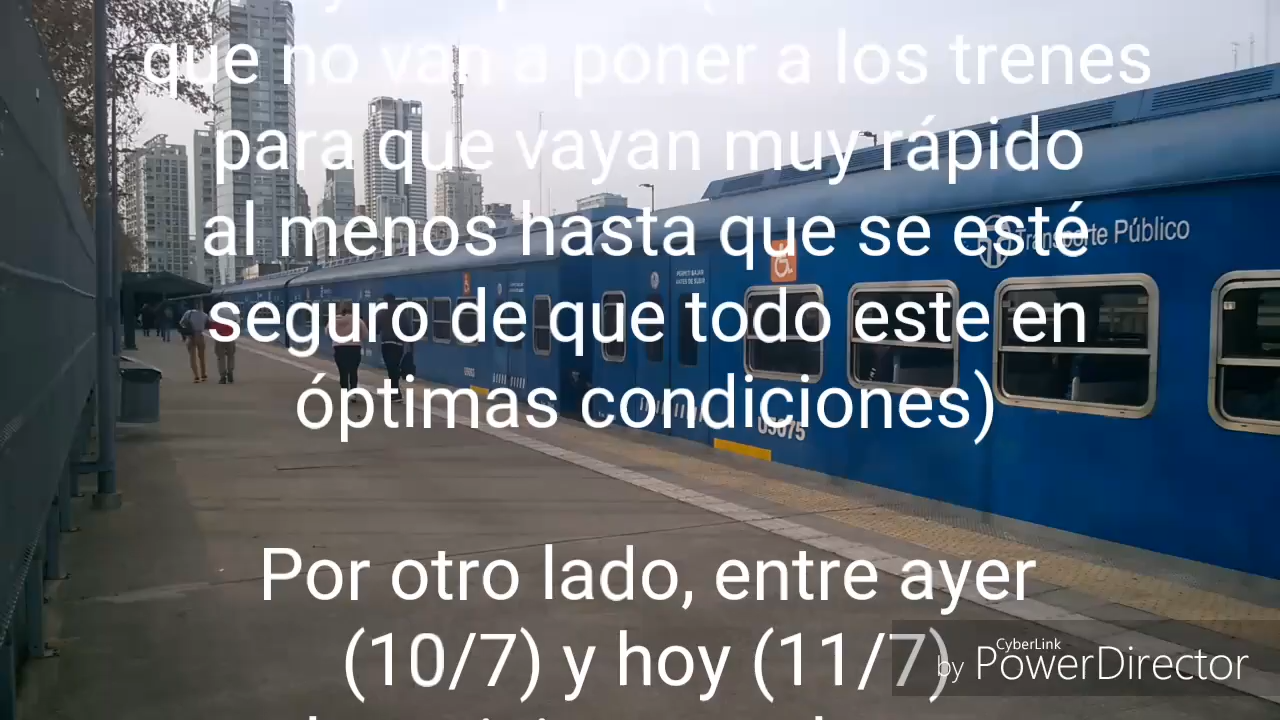 que no van a poner a los trenes
para que vayan muy rápido
al menos hasta que se esté
seguro de que todo este en
óptimas condiciones)
Por otro lado, entre ayer
(10/7) y hoy (11/7)
Transporte Público
U5075
CyberLink
by PowerDirector